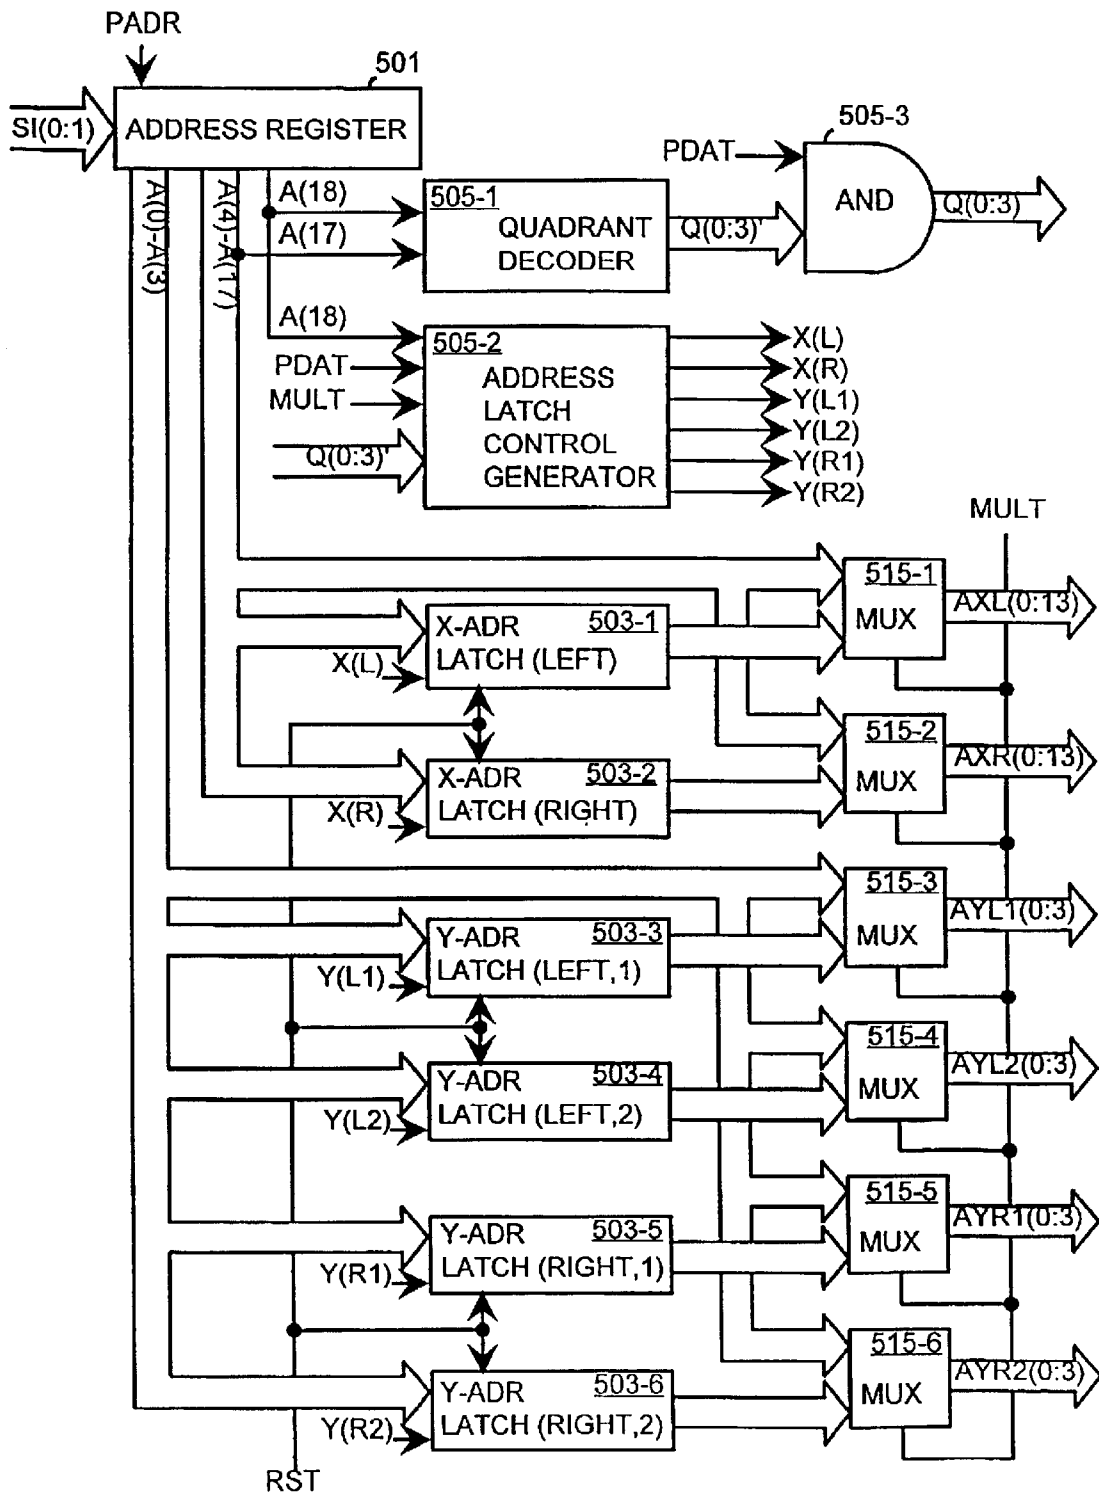 PADR
501
SI(0:1)
ADDRESS REGISTER
505-3
PDAT
AND
Q(0:3)
A(0)-A(3)
A(4)-A(17)
A(18)
A(17)
505-1
QUADRANT
DECODER
Q(0:3)'
A(18)
PDAT
MULT
Q(0:3)'
505-2
ADDRESS
LATCH
CONTROL
GENERATOR
X(L)
X(R)
Y(L1)
Y(L2)
Y(R1)
Y(R2)
MULT
515-1
MUX
AXL(0:13)
X-ADR 503-1
LATCH (LEFT)
X(L)
515-2
MUX
AXR(0:13)
X-ADR 503-2
LATCH (RIGHT)
X(R)
515-3
MUX
AYL1(0:3)
Y-ADR 503-3
LATCH (LEFT,1)
Y(L1)
515-4
MUX
AYL2(0:3)
Y-ADR 503-4
LATCH (LEFT,2)
Y(L2)
515-5
MUX
AYR1(0:3)
Y-ADR 503-5
LATCH (RIGHT,1)
Y(R1)
515-6
MUX
AYR2(0:3)
Y-ADR 503-6
LATCH (RIGHT,2)
Y(R2)
RST